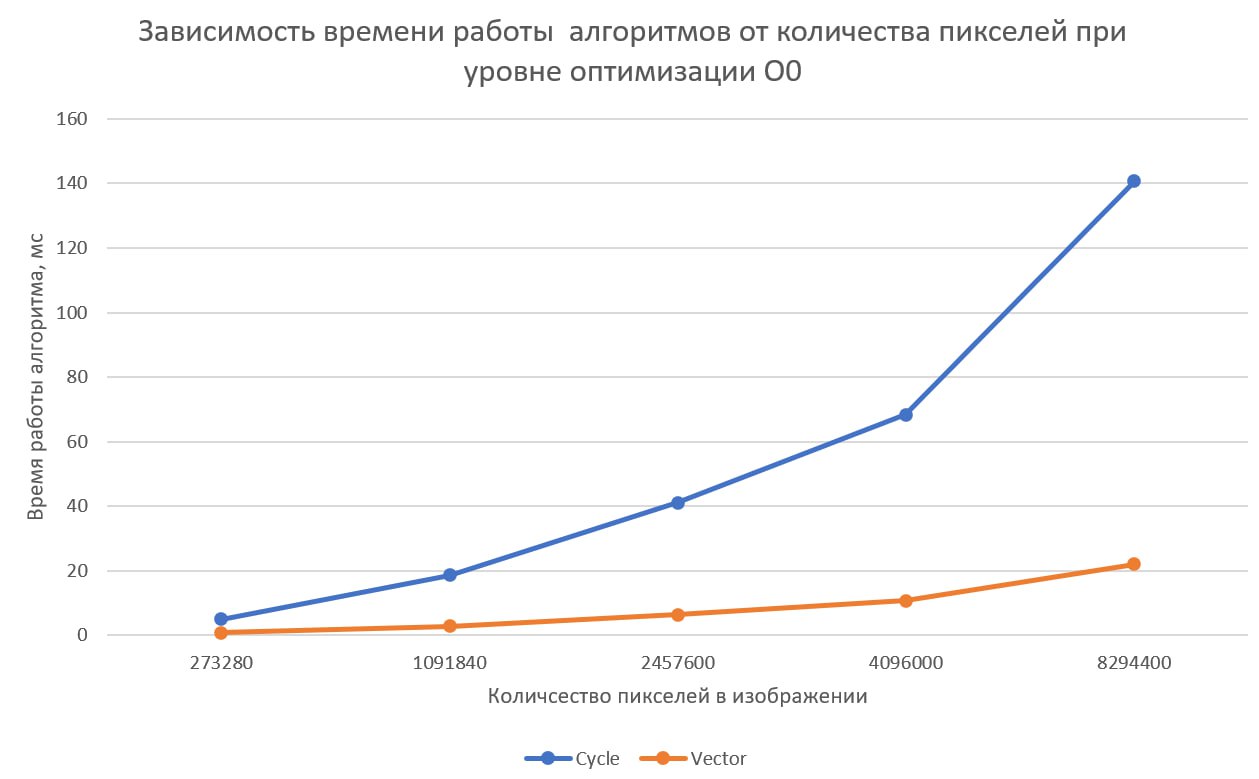 Зависимость времени работы  алгоритмов от количества пикселей при
уровне оптимизации O0
160
140
120
100
80
60
40
20
0
Время работы алгоритма, мс
273280 1091840 2457600 4096000 8294400
Количсество пикселей в изображении
Cycle Vector